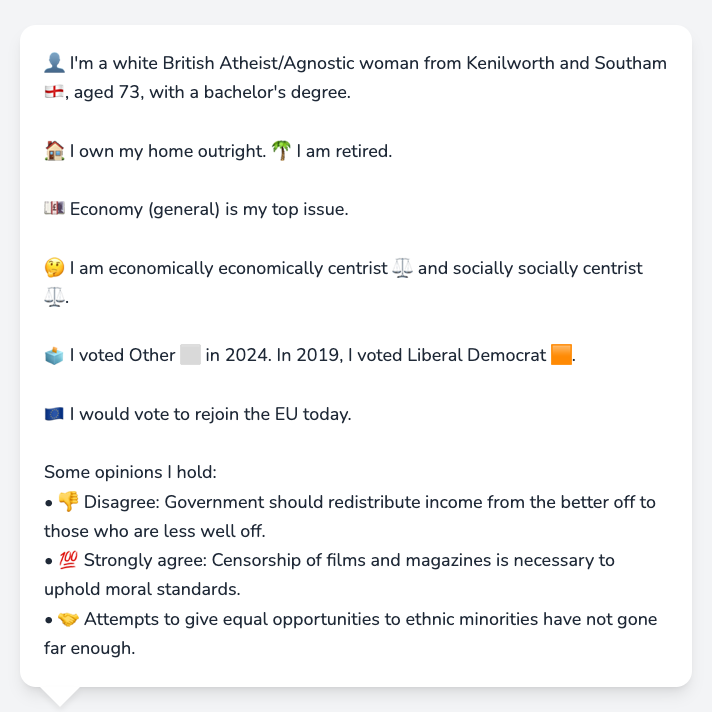 👤 I'm a white British Atheist/Agnostic woman from Kenilworth and Southam
🏴󠁧󠁢󠁥󠁮󠁧󠁿, aged 73, with a bachelor's degree.
🏠 I own my home outright. 🌴 I am retired.
💷 Economy (general) is my top issue.
🤔 I am economically economically centrist ⚖️ and socially socially centrist
⚖️.
🗳️ I voted Other ⬜ in 2024. In 2019, I voted Liberal Democrat 🟧.
🇪🇺 I would vote to rejoin the EU today.
Some opinions I hold:
• 👎 Disagree: Government should redistribute income from the better off to
those who are less well off.
• 💯 Strongly agree: Censorship of films and magazines is necessary to
uphold moral standards.
• 🤝 Attempts to give equal opportunities to ethnic minorities have not gone
far enough.